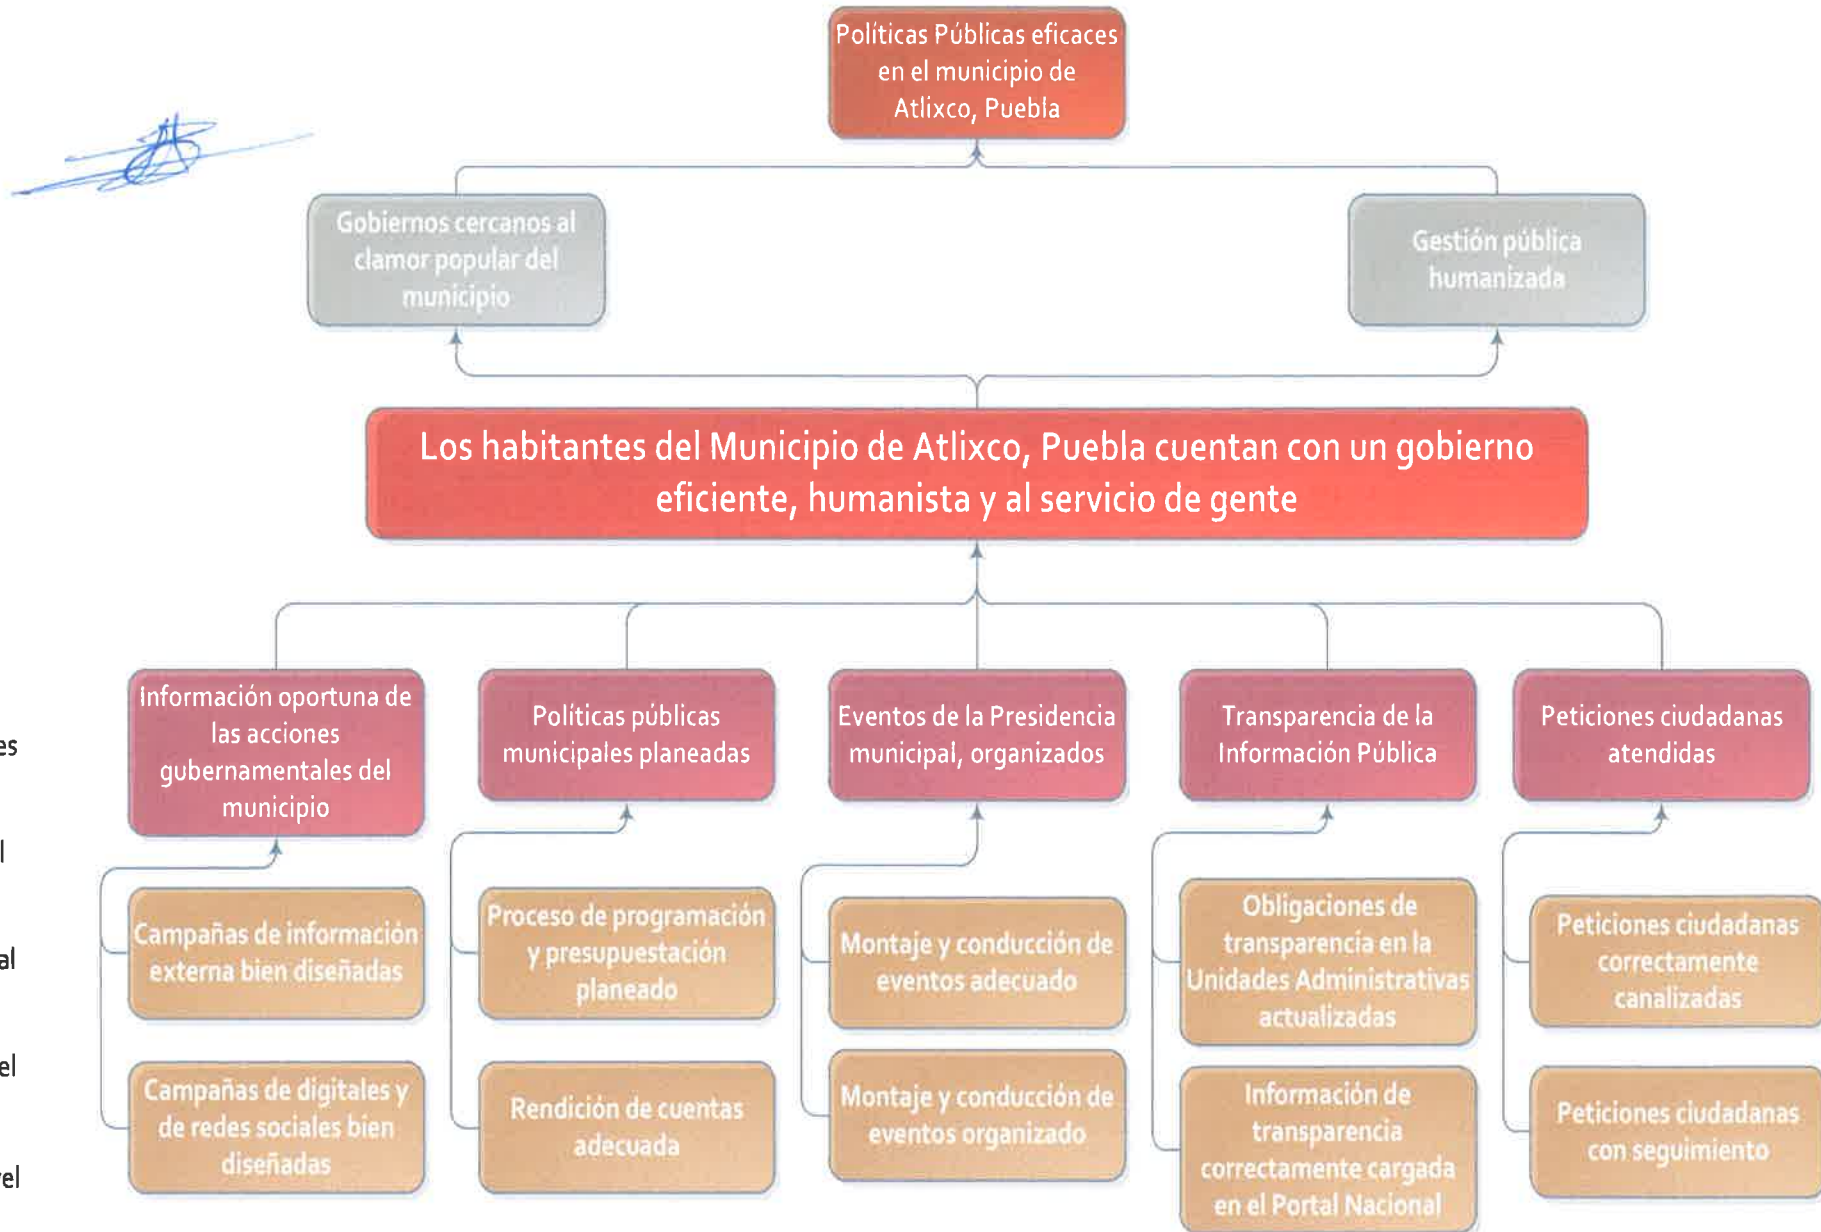 Políticas Públicas eficaces
en el municipio de
Atlixco, Puebla
Gobiernos cercanos al
clamor popular del
municipio
Gestión pública
humanizada
Los habitantes del Municipio de Atlixco, Puebla cuentan con un gobierno
eficiente, humanista y al servicio de gente
Información oportuna de
las acciones
gubernamentales del
municipio
Políticas públicas
municipales planeadas
Eventos de la Presidencia
municipal, organizados
Transparencia de la
Información Pública
Peticiones ciudadanas
atendidas
Campañas de información
externa bien diseñadas
Proceso de programación
y presupuestación
planeado
Montaje y conducción de
eventos adecuado
Obligaciones de
transparencia en la
Unidades Administrativas
actualizadas
Peticiones ciudadanas
correctamente
canalizadas
Campañas de digitales y
de redes sociales bien
diseñadas
Rendición de cuentas
adecuada
Montaje y conducción de
eventos organizado
Información de
transparencia
correctamente cargada
en el Portal Nacional
Peticiones ciudadanas
con seguimiento
es
l
al
el
el